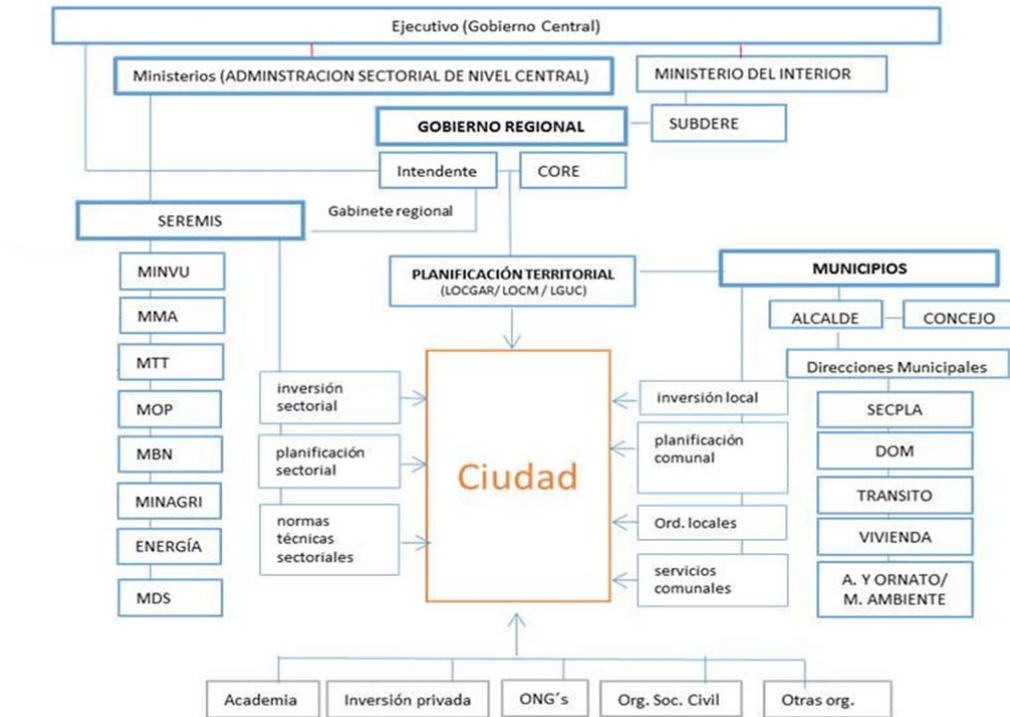 Ejecutivo (Gobierno Central)
Ministerios (ADMINSTRACION SECTORIAL DE NIVEL CENTRAL)
MINISTERIO DEL INTERIOR
GOBIERNO REGIONAL
SUBDERE
Intendente
CORE
SEREMIS
Gabinete regional
MINVU
MMA
MTT
MOP
MBN
MINAGRI
ENERGÍA
MDS
PLANIFICACIÓN TERRITORIAL
(LOCGAR/ LOCM / LGUC)
MUNICIPIOS
ALCALDE
CONCEJO
Direcciones Municipales
SECPLA
DOM
TRANSITO
VIVIENDA
A. Y ORNATO/
M. AMBIENTE
inversión
sectorial
planificación
sectorial
normas
técnicas
sectoriales
Ciudad
inversión local
planificación
comunal
Ord. locales
servicios
comunales
Academia
Inversión privada
ONG´s
Org. Soc. Civil
Otras org.